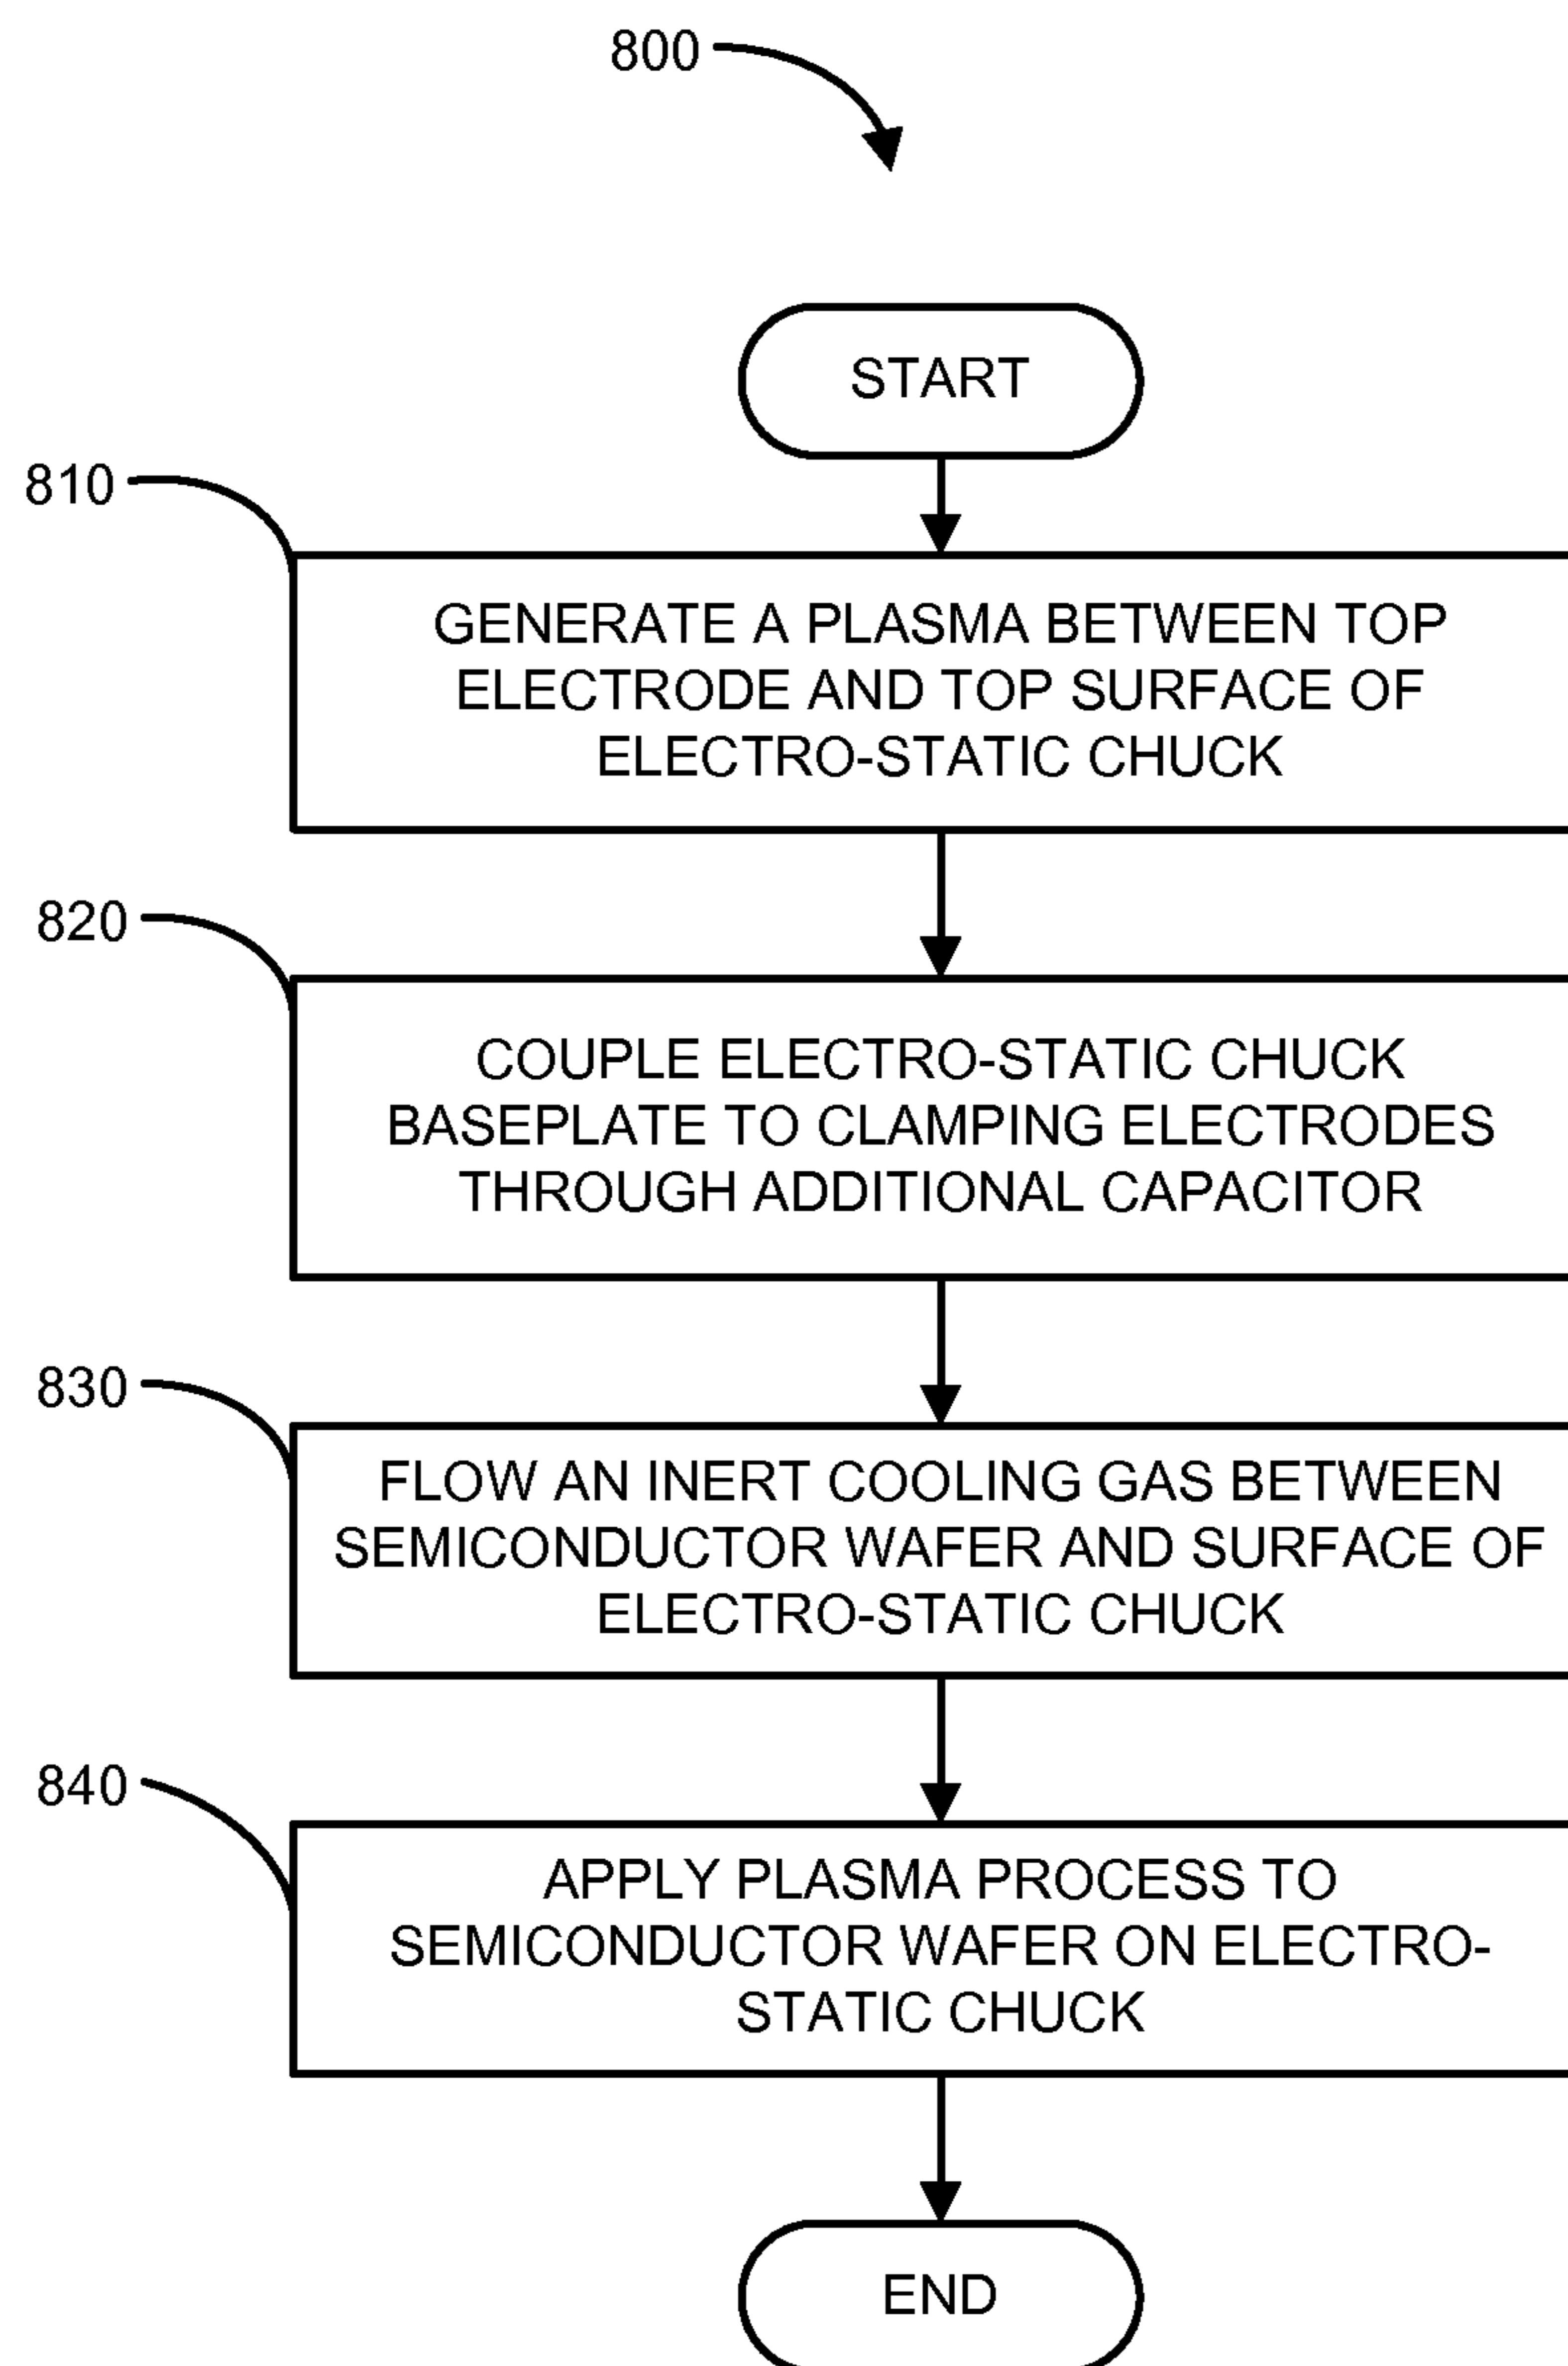 800
START
810
GENERATE A PLASMA BETWEEN TOP
ELECTRODE AND TOP SURFACE OF
ELECTRO-STATIC CHUCK
820
COUPLE ELECTRO-STATIC CHUCK
BASEPLATE TO CLAMPING ELECTRODES
THROUGH ADDITIONAL CAPACITOR
830
FLOW AN INERT COOLING GAS BETWEEN
SEMICONDUCTOR WAFER AND SURFACE OF
ELECTRO-STATIC CHUCK
840
APPLY PLASMA PROCESS TO
SEMICONDUCTOR WAFER ON ELECTRO-
STATIC CHUCK
END